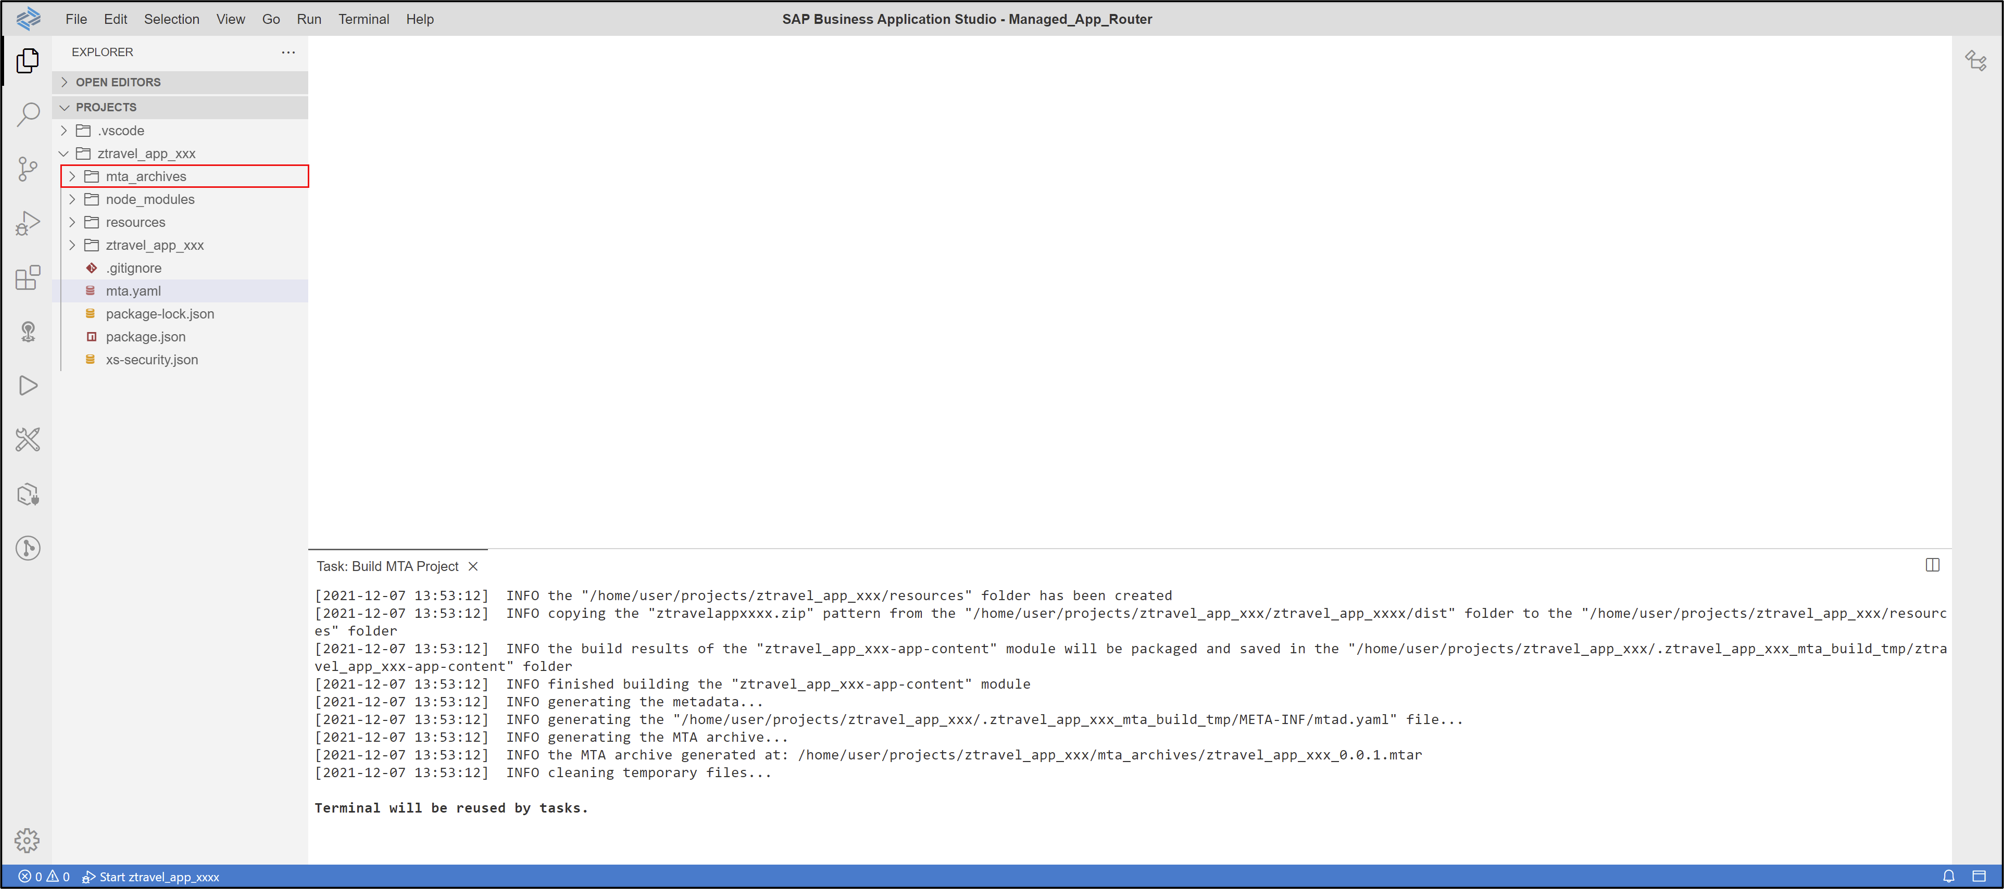 File Edit Selection View Go Run Terminal Help
SAP Business Application Studio - Managed_App_Router
EXPLORER
OPEN EDITORS
PROJECTS
.vscode
ztravel_app_xxx
mta_archives
node_modules
resources
ztravel_app_xxx
.gitignore
mta.yaml
package-lock.json
package.json
xs-security.json
Task: Build MTA Project
[2021-12-07 13:53:12]  INFO the "/home/user/projects/ztravel_app_xxx/resources" folder has been created
[2021-12-07 13:53:12]  INFO copying the "ztravelappxxxx.zip" pattern from the "/home/user/projects/ztravel_app_xxx/ztravel_app_xxxx/dist" folder to the "/home/user/projects/ztravel_app_xxx/resourc
es" folder
[2021-12-07 13:53:12]  INFO the build results of the "ztravel_app_xxx-app-content" module will be packaged and saved in the "/home/user/projects/ztravel_app_xxx/.ztravel_app_xxx_mta_build_tmp/ztra
vel_app_xxx-app-content" folder
[2021-12-07 13:53:12]  INFO finished building the "ztravel_app_xxx-app-content" module
[2021-12-07 13:53:12]  INFO generating the metadata...
[2021-12-07 13:53:12]  INFO generating the "/home/user/projects/ztravel_app_xxx/.ztravel_app_xxx_mta_build_tmp/META-INF/mtad.yaml" file...
[2021-12-07 13:53:12]  INFO generating the MTA archive...
[2021-12-07 13:53:12]  INFO the MTA archive generated at: /home/user/projects/ztravel_app_xxx/mta_archives/ztravel_app_xxx_0.0.1.mtar
[2021-12-07 13:53:12]  INFO cleaning temporary files...
Terminal will be reused by tasks.
0 0 Start ztravel_app_xxxx